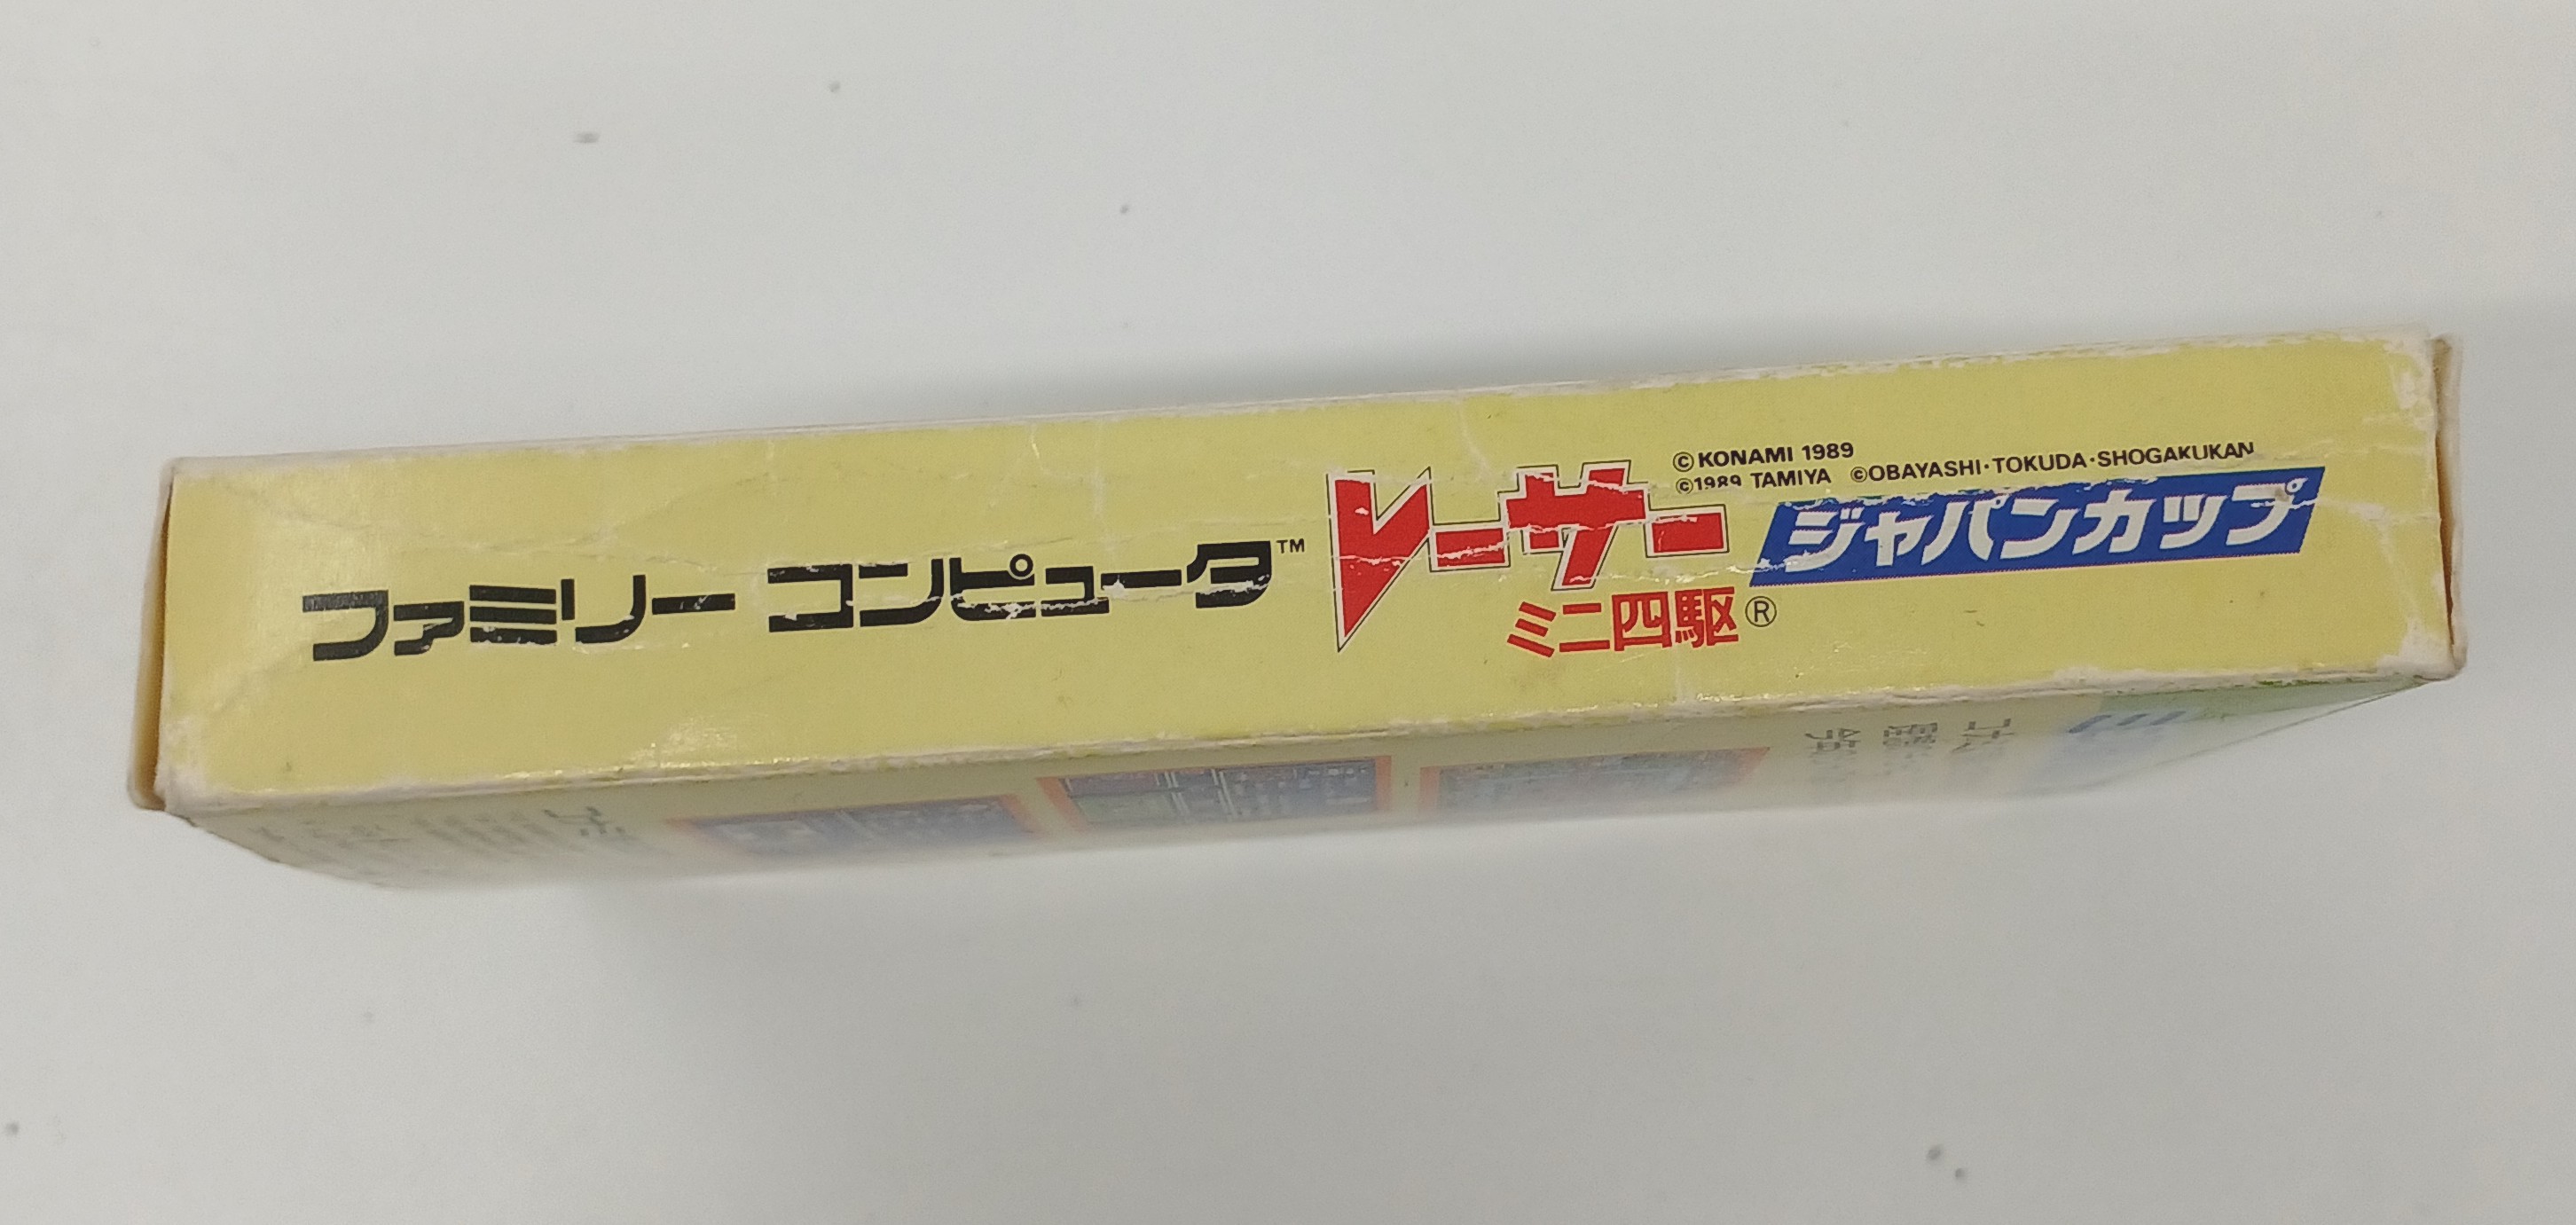 ファミリーコンピュータ™
レーサー
ミニ四駆®
©KONAMI 1989
©1989 TAMIYA ©OBAYASHI・TOKUDA・SHOGAKUKAN
ジャパンカップ